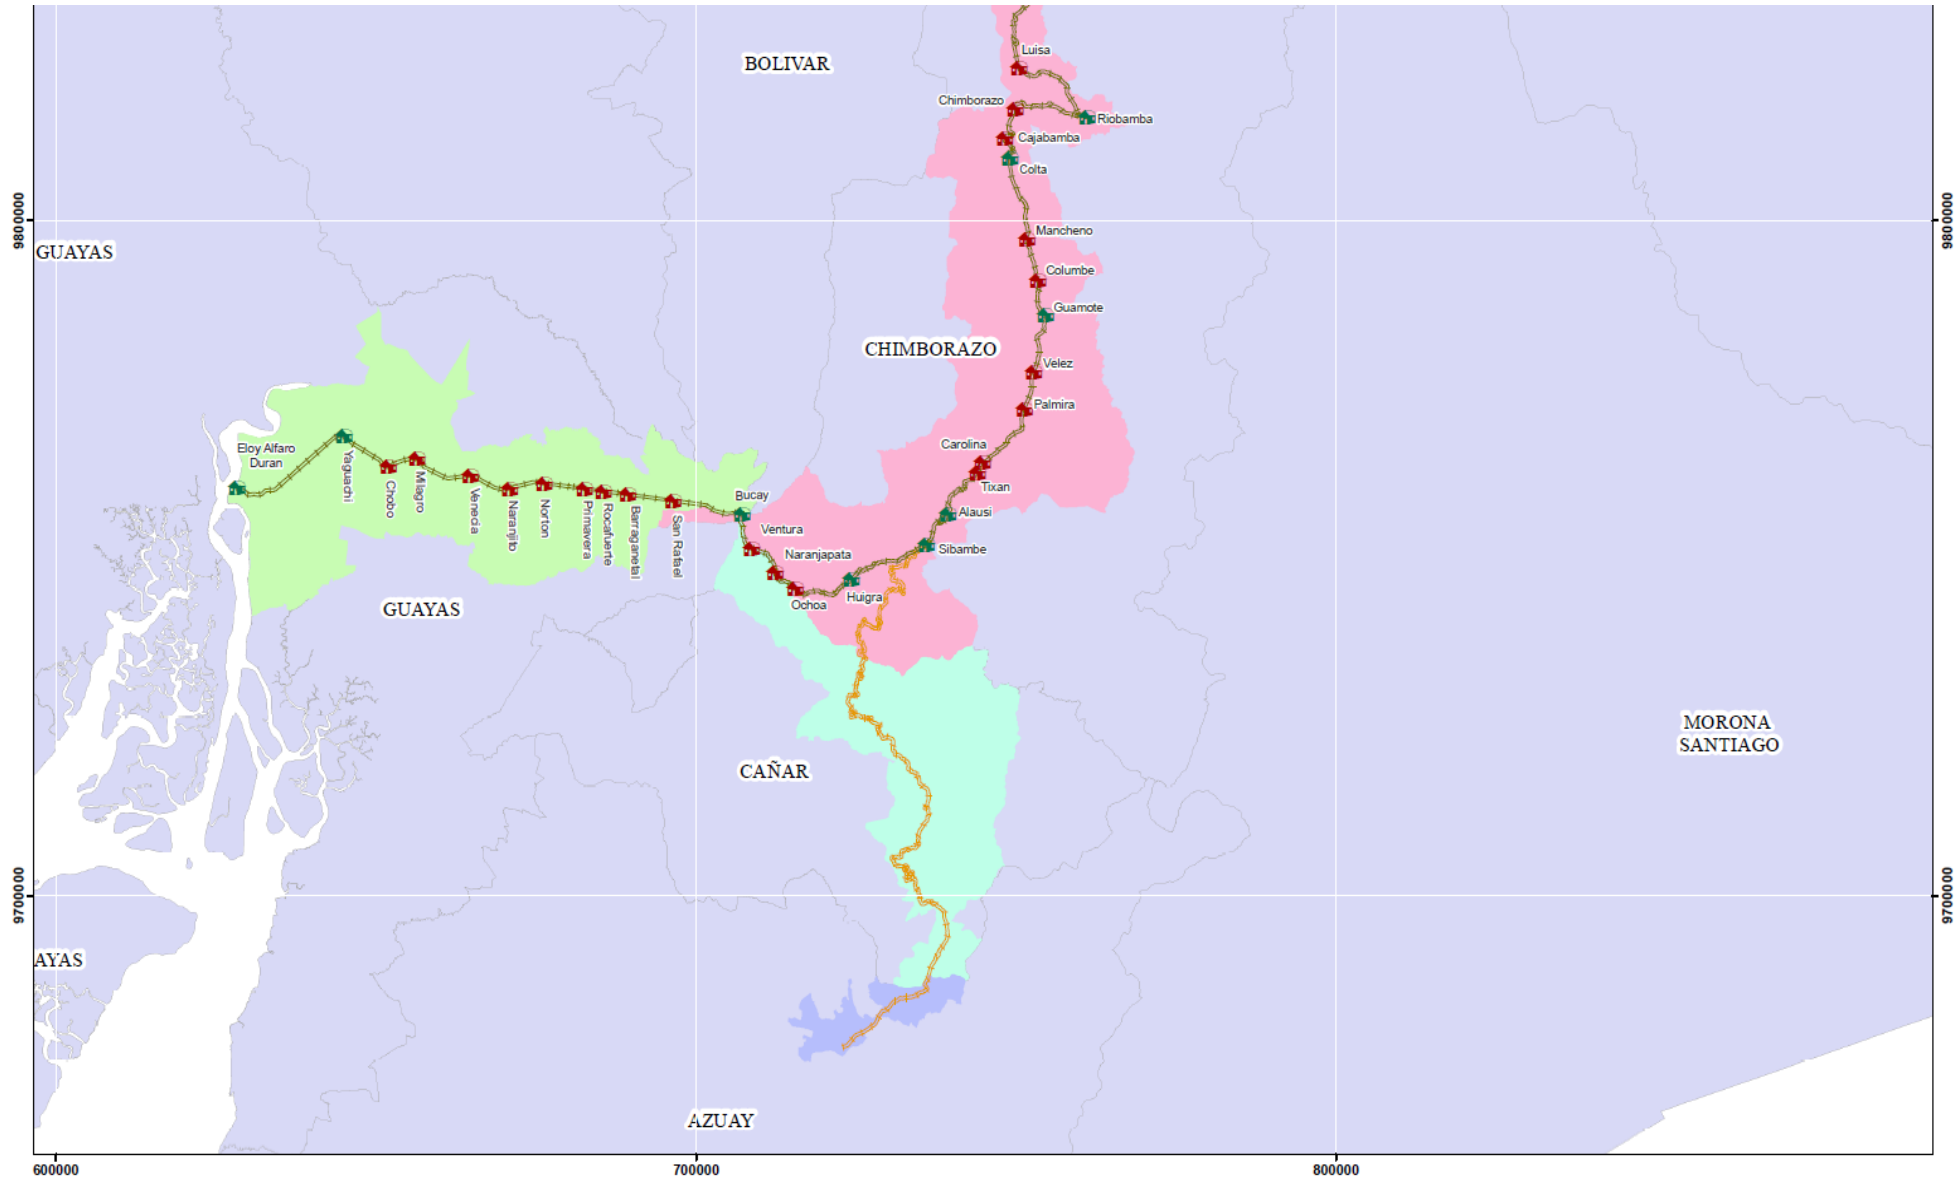 Luisa
BOLIVAR
Chimborazo
Riobamba
Cajabamba
Colta
9800000
9800000
Mancheno
GUAYAS
Columbe
Guamote
CHIMBORAZO
Velez
Palmira
Carolina
Eloy Alfaro
Duran
Yaguachi
Chobo
Milagro
Venecia
Naranjito
Norton
Primavera
Rocafuerte
Barraganetal
San Rafael
Tixan
Bucay
Alausi
Ventura
Sibambe
Naranjapata
Huigra
Ochoa
GUAYAS
MORONA
SANTIAGO
CAÑAR
9700000
9700000
AYAS
AZUAY
600000
700000
800000